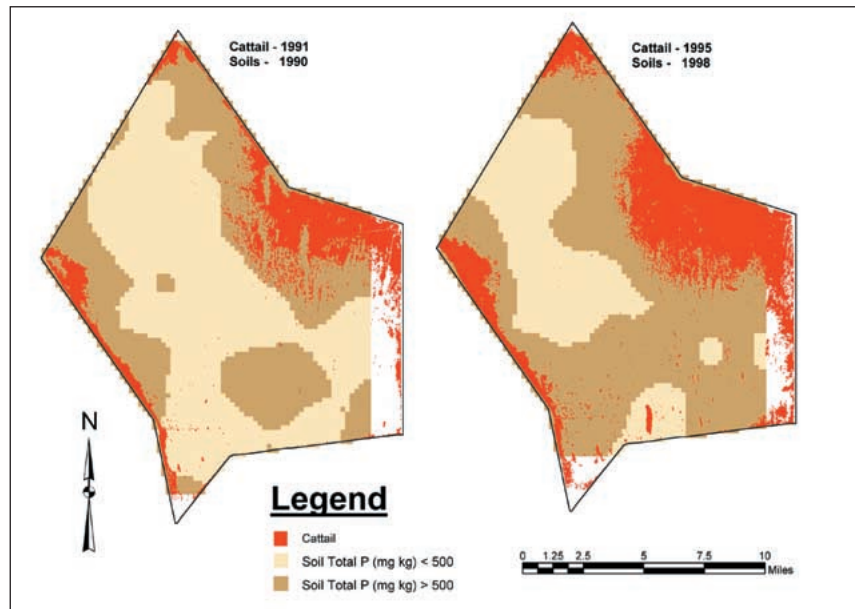 Cattail - 1991
Soils - 1990
Cattail - 1995
Soils - 1998
N
Legend
Cattail
Soil Total P (mg kg) < 500
Soil Total P (mg kg) > 500
0 1.25 2.5 5 7.5 10
Miles